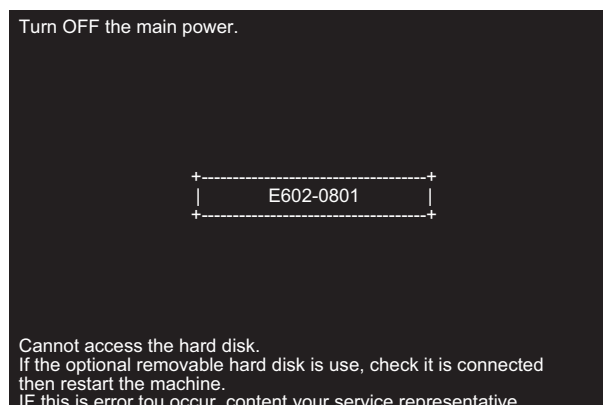 Turn OFF the main power.
+------------------------------------+
| E602-0801 |
+------------------------------------+
Cannot access the hard disk.
If the optional removable hard disk is use, check it is connected
then restart the machine.
IF this is error tou occur, content your service representative